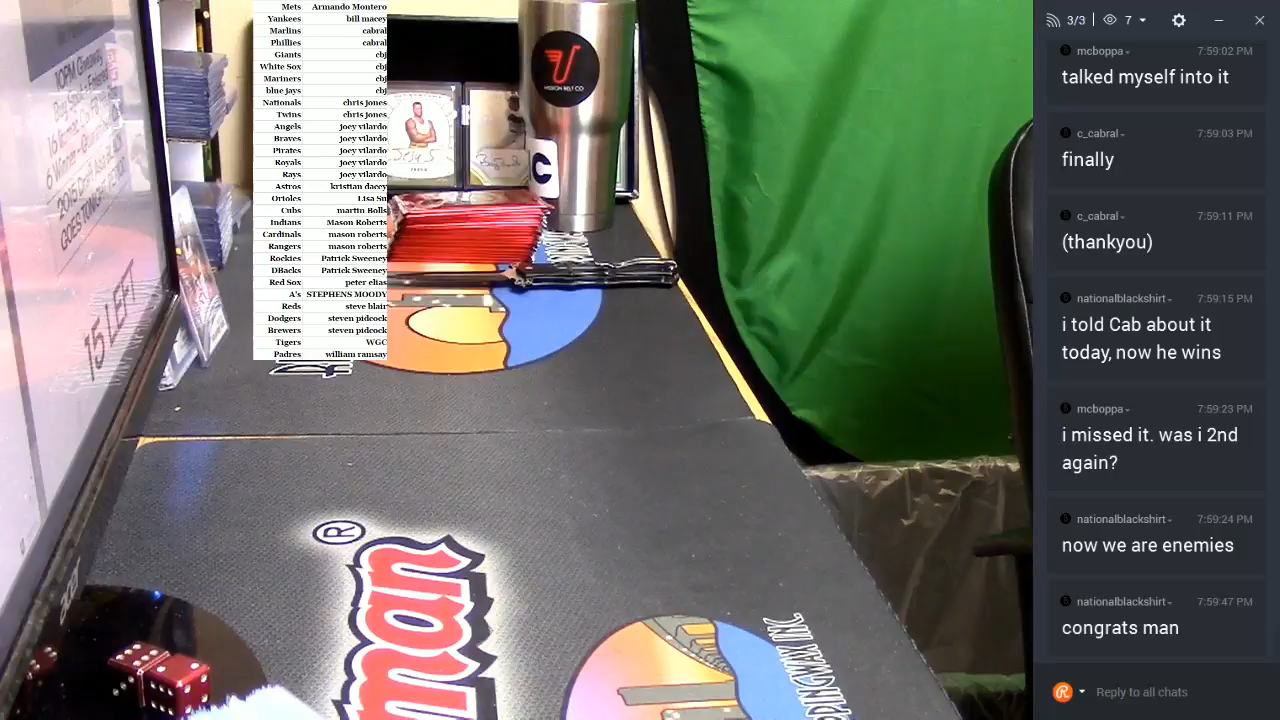 Mets Armando Montero
Yankees bill macey
Marlins cabral
Phillies cabral
Giants cbj
White Sox cbj
Mariners cbj
blue jays cbj
Nationals chris jones
Twins chris jones
Angels joey vilardo
Braves joey vilardo
Pirates joey vilardo
Royals joey vilardo
Rays joey vilardo
Astros kristian dacey
Orioles Lisa Su
Cubs martin Bolls
Indians Mason Roberts
Cardinals mason roberts
Rangers mason roberts
Rockies Patrick Sweeney
DBacks Patrick Sweeney
Red Sox peter elias
A's STEPHENS MOODY
Reds steve blair
Dodgers steven pidcock
Brewers steven pidcock
Tigers WGC
Padres william ramsay
MISSION BELT CO
C
15 LEFT
®
man
PPINGWAX INC
3/3
7
mcboppa 7:59:02 PM
talked myself into it
c_cabral 7:59:03 PM
finally
c_cabral 7:59:11 PM
(thankyou)
nationalblackshirt 7:59:15 PM
i told Cab about it
today, now he wins
mcboppa 7:59:23 PM
i missed it. was i 2nd
again?
nationalblackshirt 7:59:24 PM
now we are enemies
nationalblackshirt 7:59:47 PM
congrats man
Reply to all chats